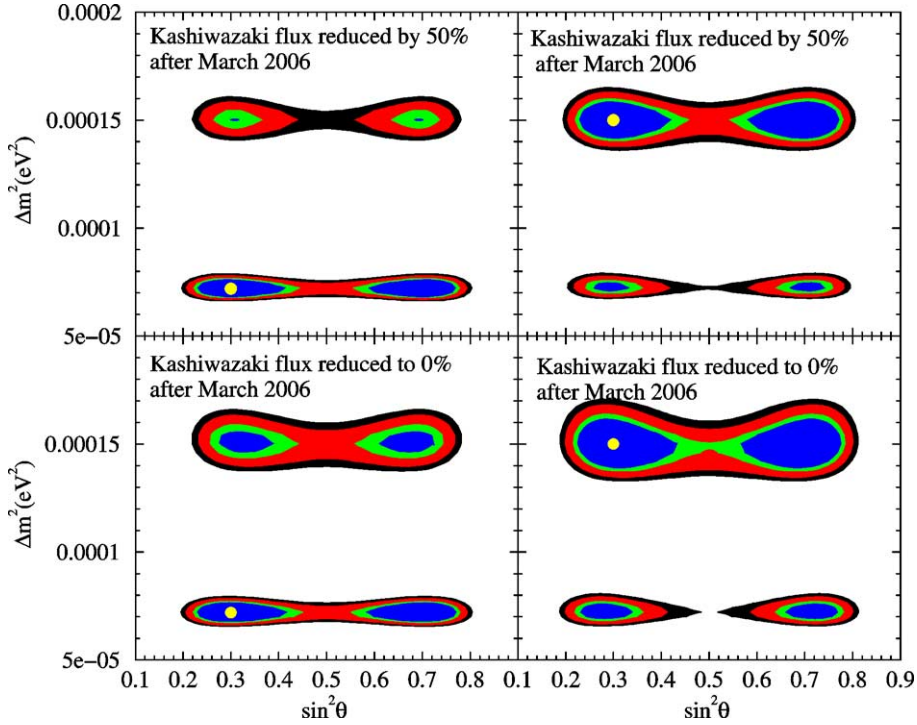 0.0002
Kashiwazaki flux reduced by 50%
after March 2006
Kashiwazaki flux reduced by 50%
after March 2006
0.00015
Δm²(eV²)
0.0001
5e-05
Kashiwazaki flux reduced to 0%
after March 2006
Kashiwazaki flux reduced to 0%
after March 2006
0.00015
Δm²(eV²)
0.0001
5e-05
0.1 0.2 0.3 0.4 0.5 0.6 0.7 0.8 0.1 0.2 0.3 0.4 0.5 0.6 0.7 0.8 0.9
sin²θ sin²θ